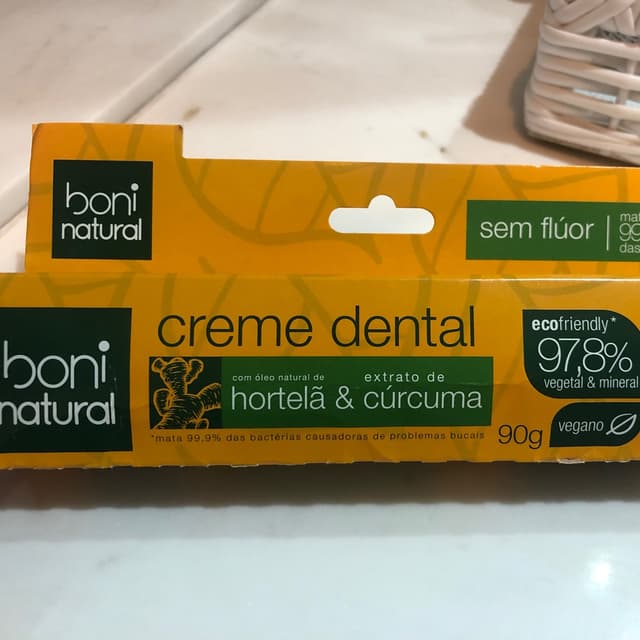 boni
natural
sem flúor
creme dental
boni
natural
com óleo natural de
hortelã &
extrato de
cúrcuma
*mata 99,9% das bactérias causadoras de problemas bucais
90g
ecofriendly*
97,8%
vegetal & mineral
vegano